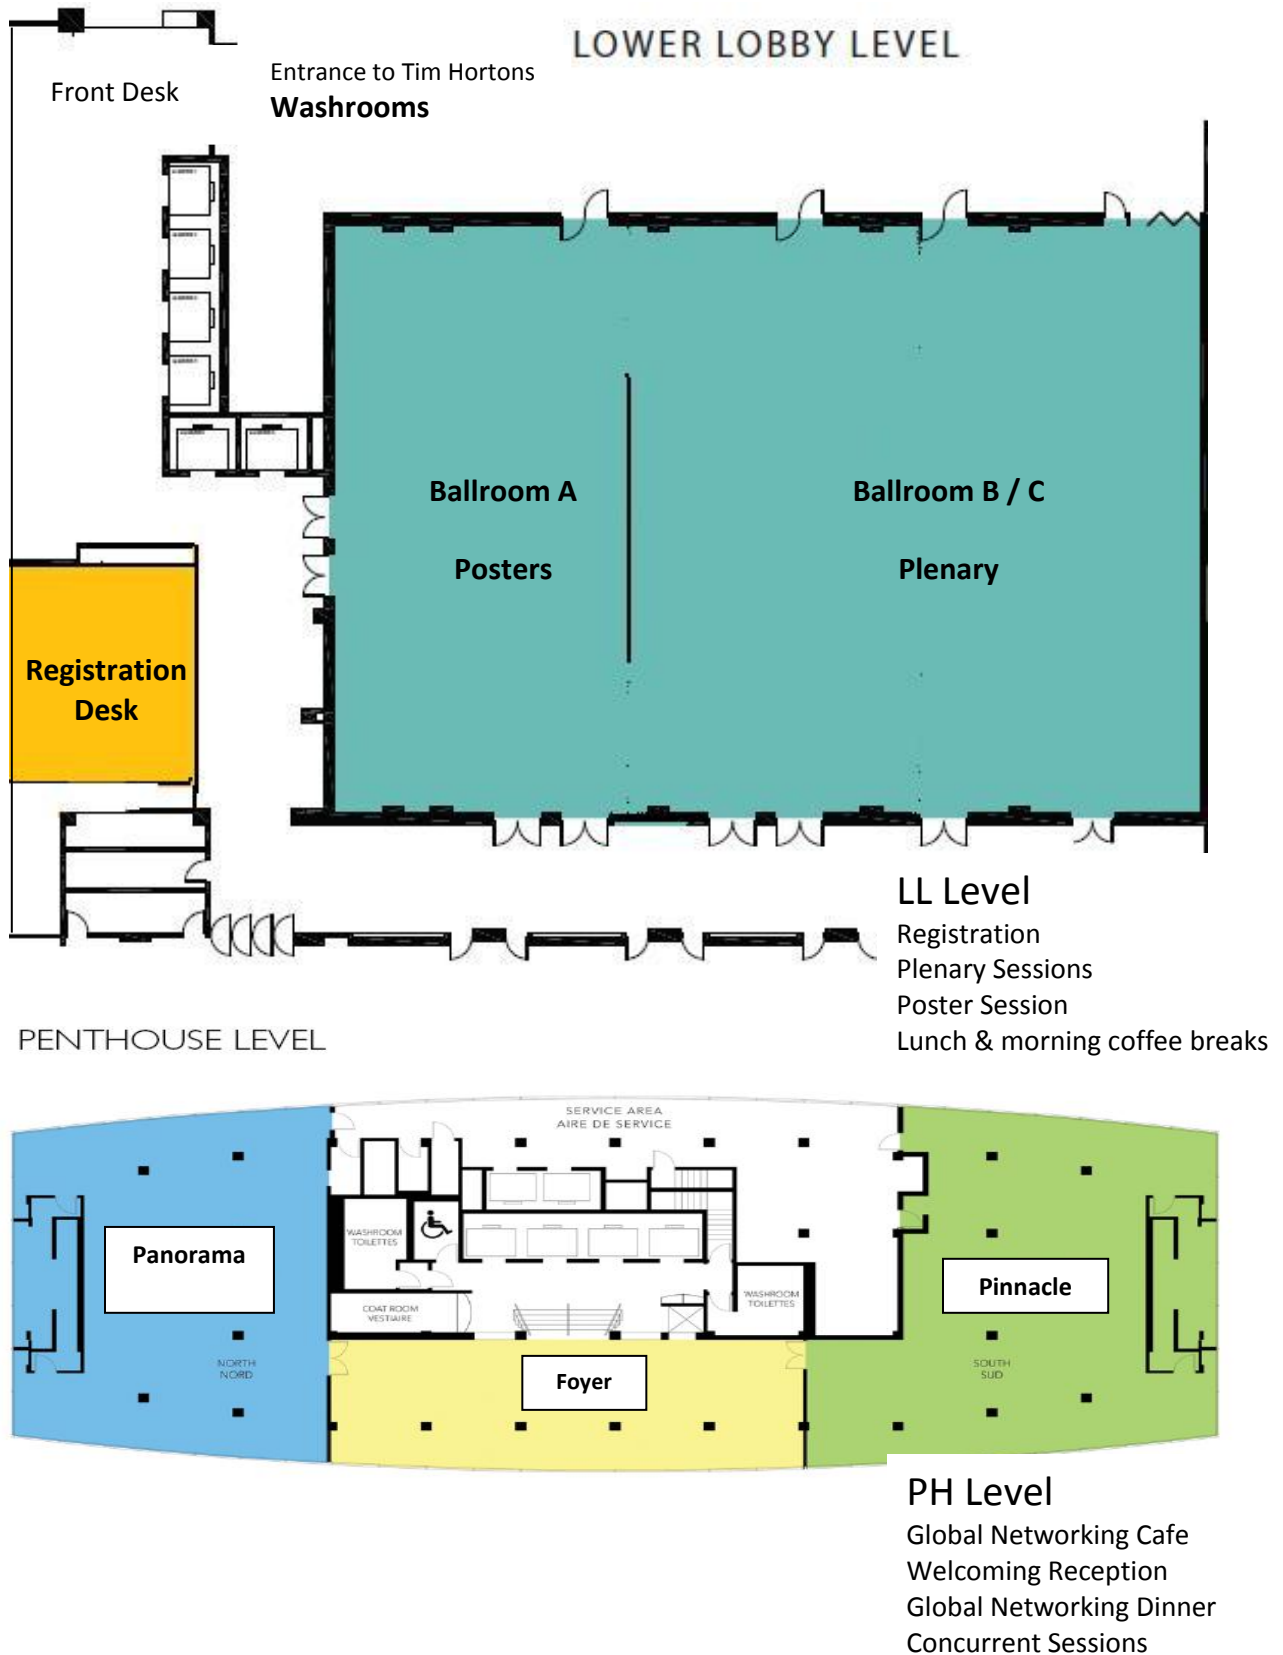 LOWER LOBBY LEVEL
Entrance to Tim Hortons
Front Desk
Washrooms
Ballroom A
Ballroom B / C
Posters
Plenary
Registration
Desk
LL Level
Registration
Plenary Sessions
Poster Session
Lunch & morning coffee breaks
PENTHOUSE LEVEL
SERVICE AREA
AIRE DE SERVICE
WASHROOM
TOILETTES
Panorama
Pinnacle
COAT ROOM
VESTIAIRE
WASHROOM
TOILETTES
NORTH
NORD
Foyer
SOUTH
SUD
PH Level
Global Networking Cafe
Welcoming Reception
Global Networking Dinner
Concurrent Sessions